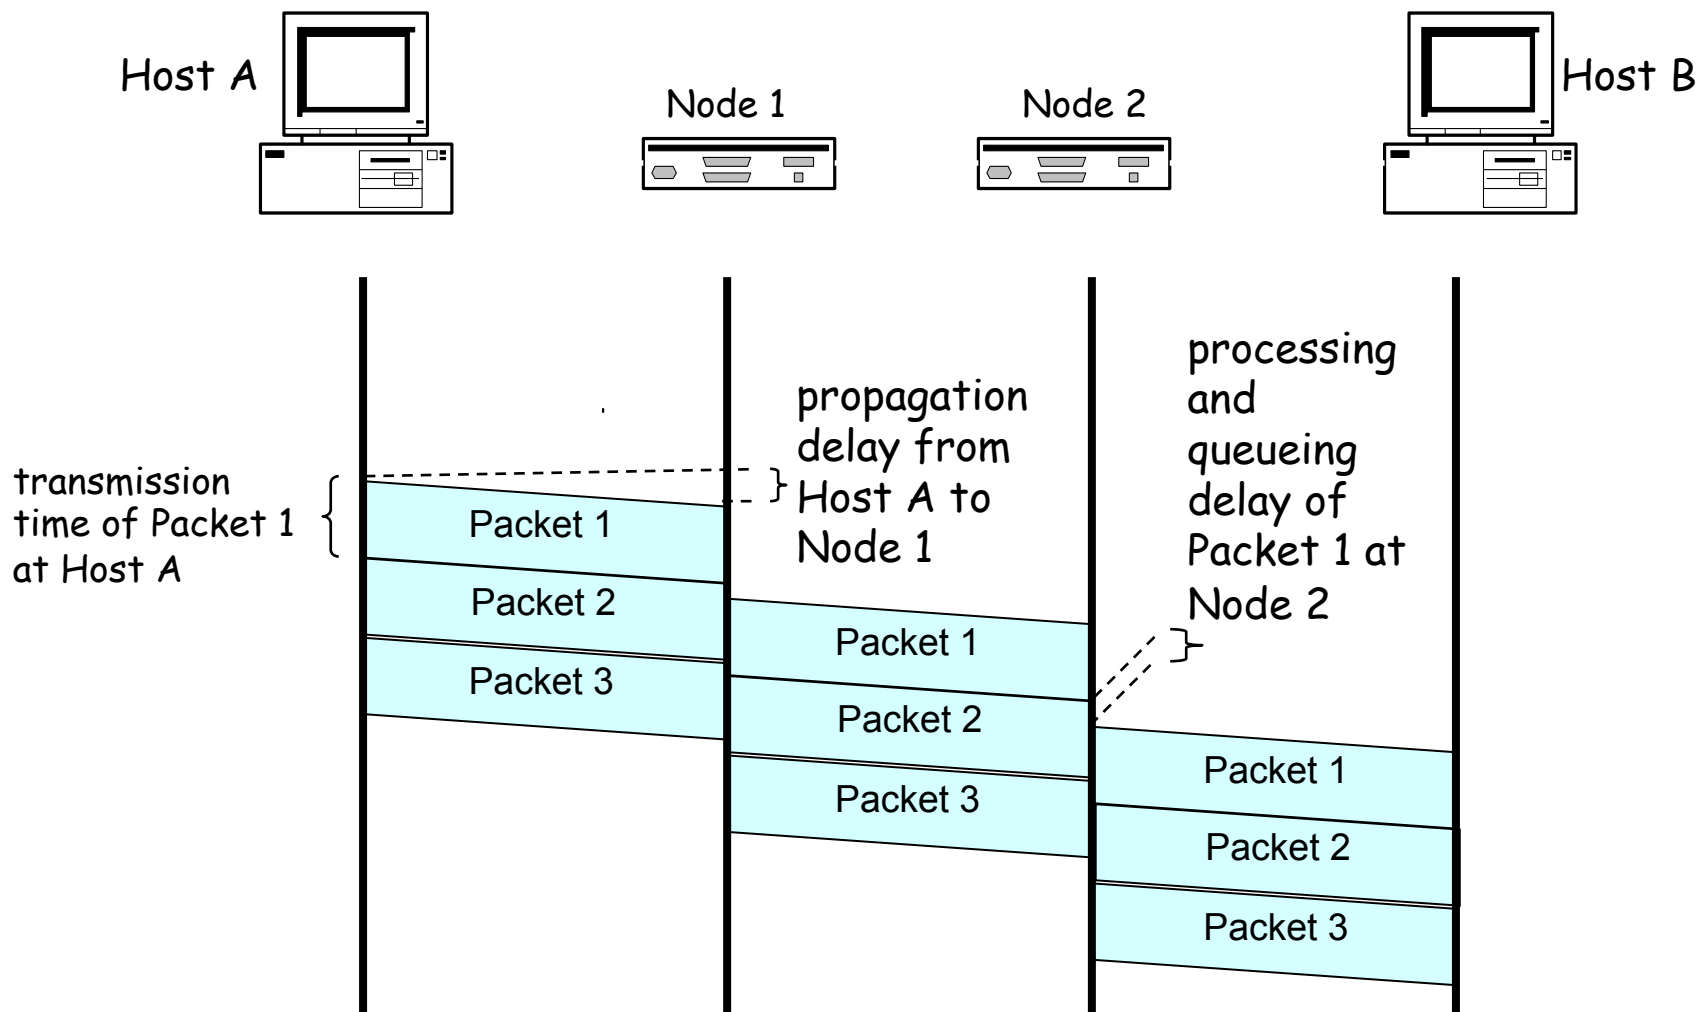 Host A
Node 1
Node 2
Host B
transmission
time of Packet 1
at Host A
propagation
delay from
Host A to
Node 1
processing
and
queueing
delay of
Packet 1 at
Node 2
Packet 1
Packet 2
Packet 3
Packet 1
Packet 2
Packet 3
Packet 1
Packet 2
Packet 3